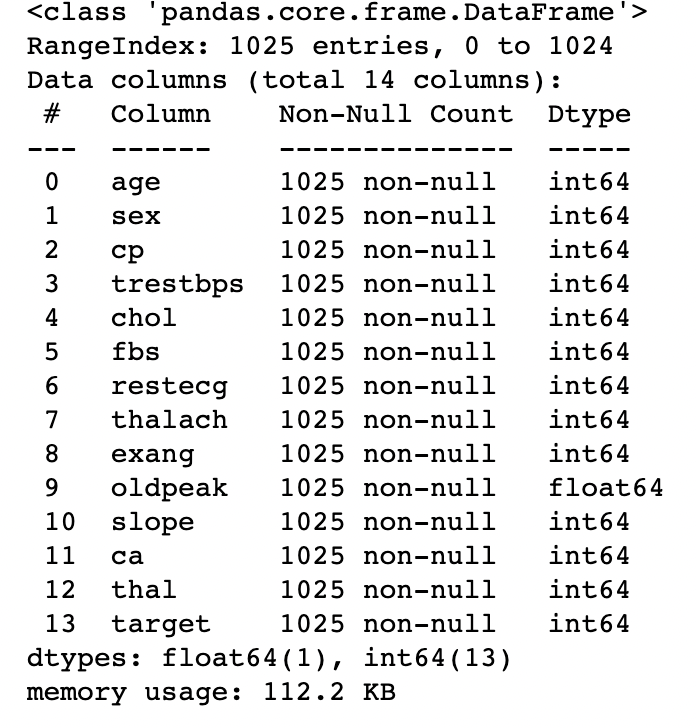 <class 'pandas.core.frame.DataFrame'>
RangeIndex: 1025 entries, 0 to 1024
Data columns (total 14 columns):
 #   Column    Non-Null Count  Dtype
---  ------    --------------  -----
 0   age       1025 non-null   int64
 1   sex       1025 non-null   int64
 2   cp        1025 non-null   int64
 3   trestbps  1025 non-null   int64
 4   chol      1025 non-null   int64
 5   fbs       1025 non-null   int64
 6   restecg   1025 non-null   int64
 7   thalach   1025 non-null   int64
 8   exang     1025 non-null   int64
 9   oldpeak   1025 non-null   float64
 10  slope     1025 non-null   int64
 11  ca        1025 non-null   int64
 12  thal      1025 non-null   int64
 13  target    1025 non-null   int64
dtypes: float64(1), int64(13)
memory usage: 112.2 KB